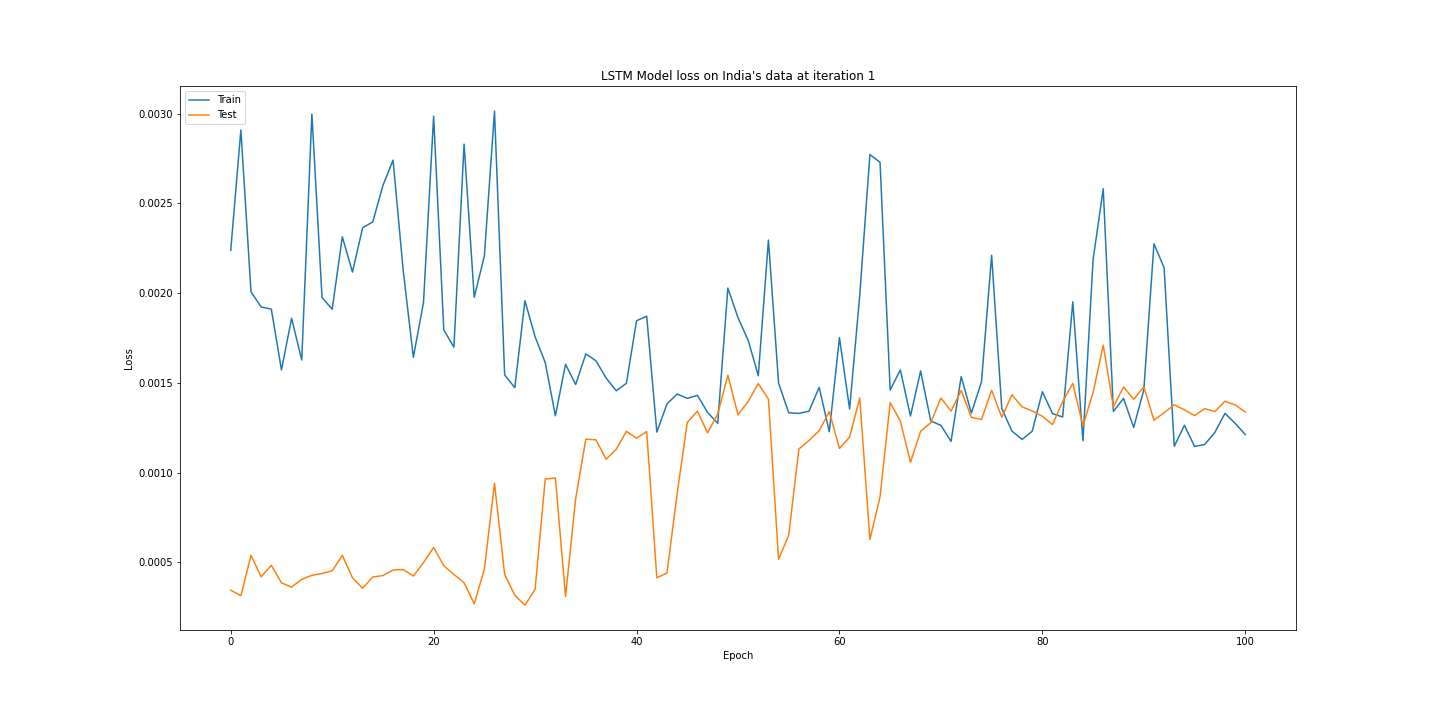 LSTM Model loss on India's data at iteration 1
Train
Test
0.0030
0.0025
0.0020
0.0015
0.0010
0.0005
Loss
0 20 40 60 80 100
Epoch